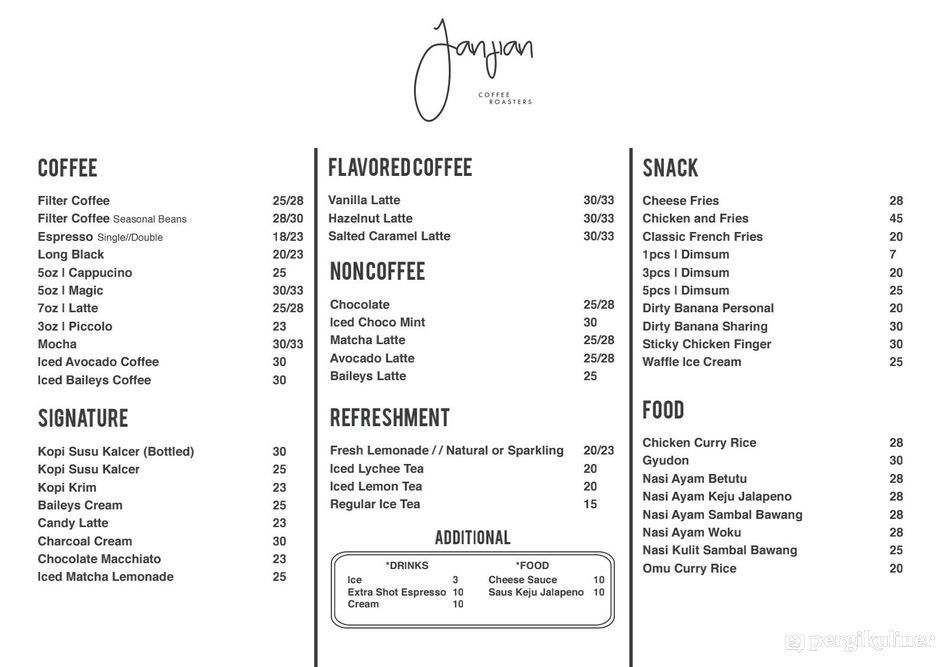 Janjian
COFFEE
ROASTERS
COFFEE
Filter Coffee 25/28
Filter Coffee Seasonal Beans 28/30
Espresso Single//Double 18/23
Long Black 20/23
5oz | Cappucino 25
5oz | Magic 30/33
7oz | Latte 25/28
3oz | Piccolo 23
Mocha 30/33
Iced Avocado Coffee 30
Iced Baileys Coffee 30
SIGNATURE
Kopi Susu Kalcer (Bottled) 30
Kopi Susu Kalcer 25
Kopi Krim 23
Baileys Cream 25
Candy Latte 23
Charcoal Cream 30
Chocolate Macchiato 23
Iced Matcha Lemonade 25
FLAVORED COFFEE
Vanilla Latte 30/33
Hazelnut Latte 30/33
Salted Caramel Latte 30/33
NON COFFEE
Chocolate 25/28
Iced Choco Mint 30
Matcha Latte 25/28
Avocado Latte 25/28
Baileys Latte 25
REFRESHMENT
Fresh Lemonade // Natural or Sparkling 20/23
Iced Lychee Tea 20
Iced Lemon Tea 20
Regular Ice Tea 15
ADDITIONAL
*DRINKS
Ice 3
Extra Shot Espresso 10
Cream 10
*FOOD
Cheese Sauce 10
Saus Keju Jalapeno 10
SNACK
Cheese Fries 28
Chicken and Fries 45
Classic French Fries 20
1pcs | Dimsum 7
3pcs | Dimsum 20
5pcs | Dimsum 25
Dirty Banana Personal 20
Dirty Banana Sharing 30
Sticky Chicken Finger 30
Waffle Ice Cream 25
FOOD
Chicken Curry Rice 28
Gyudon 30
Nasi Ayam Betutu 28
Nasi Ayam Keju Jalapeno 28
Nasi Ayam Sambal Bawang 28
Nasi Ayam Woku 28
Nasi Kulit Sambal Bawang 25
Omu Curry Rice 20
pergikuliner